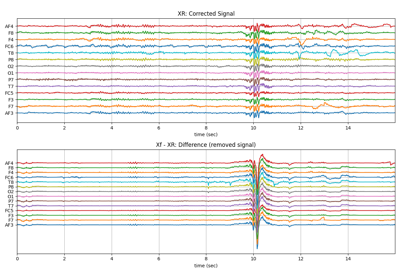 XR: Corrected Signal
AF4
F8
F4
FC6
T8
P8
O2
O1
P7
T7
FC5
F3
F7
AF3
0 2 4 6 8 10 12 14
time (sec)
Xf - XR: Difference (removed signal)
AF4
F8
F4
FC6
T8
P8
O2
O1
P7
T7
FC5
F3
F7
AF3
0 2 4 6 8 10 12 14
time (sec)